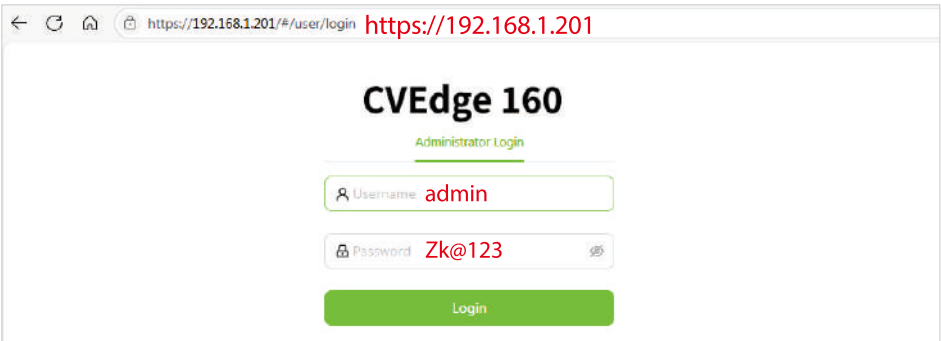 https://192.168.1.201/#/user/login https://192.168.1.201
CVEdge 160
Administrator Login
Username admin
Password Zk@123
Login